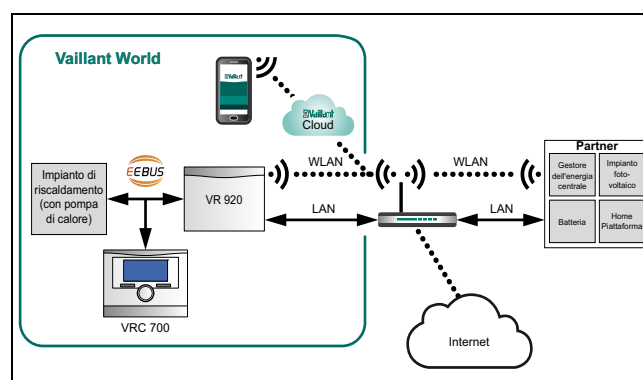 Vaillant World
Vaillant
Cloud
Partner
WLAN
WLAN
Gestore
dell'energia
centrale
Impianto
foto-
voltaico
EEBUS
Impianto di
riscaldamento
(con pompa
di calore)
VR 920
LAN
LAN
Batteria
Home
Piattaforma
VRC 700
Internet